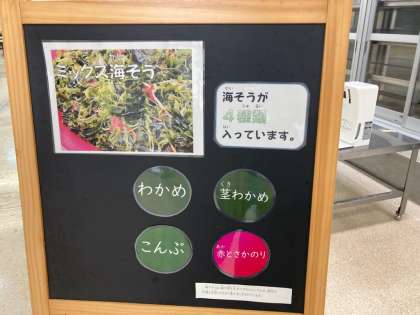 ミックス海そう
海そうが
４種類
入っています。
わかめ
茎わかめ
こんぶ
赤とさかのり